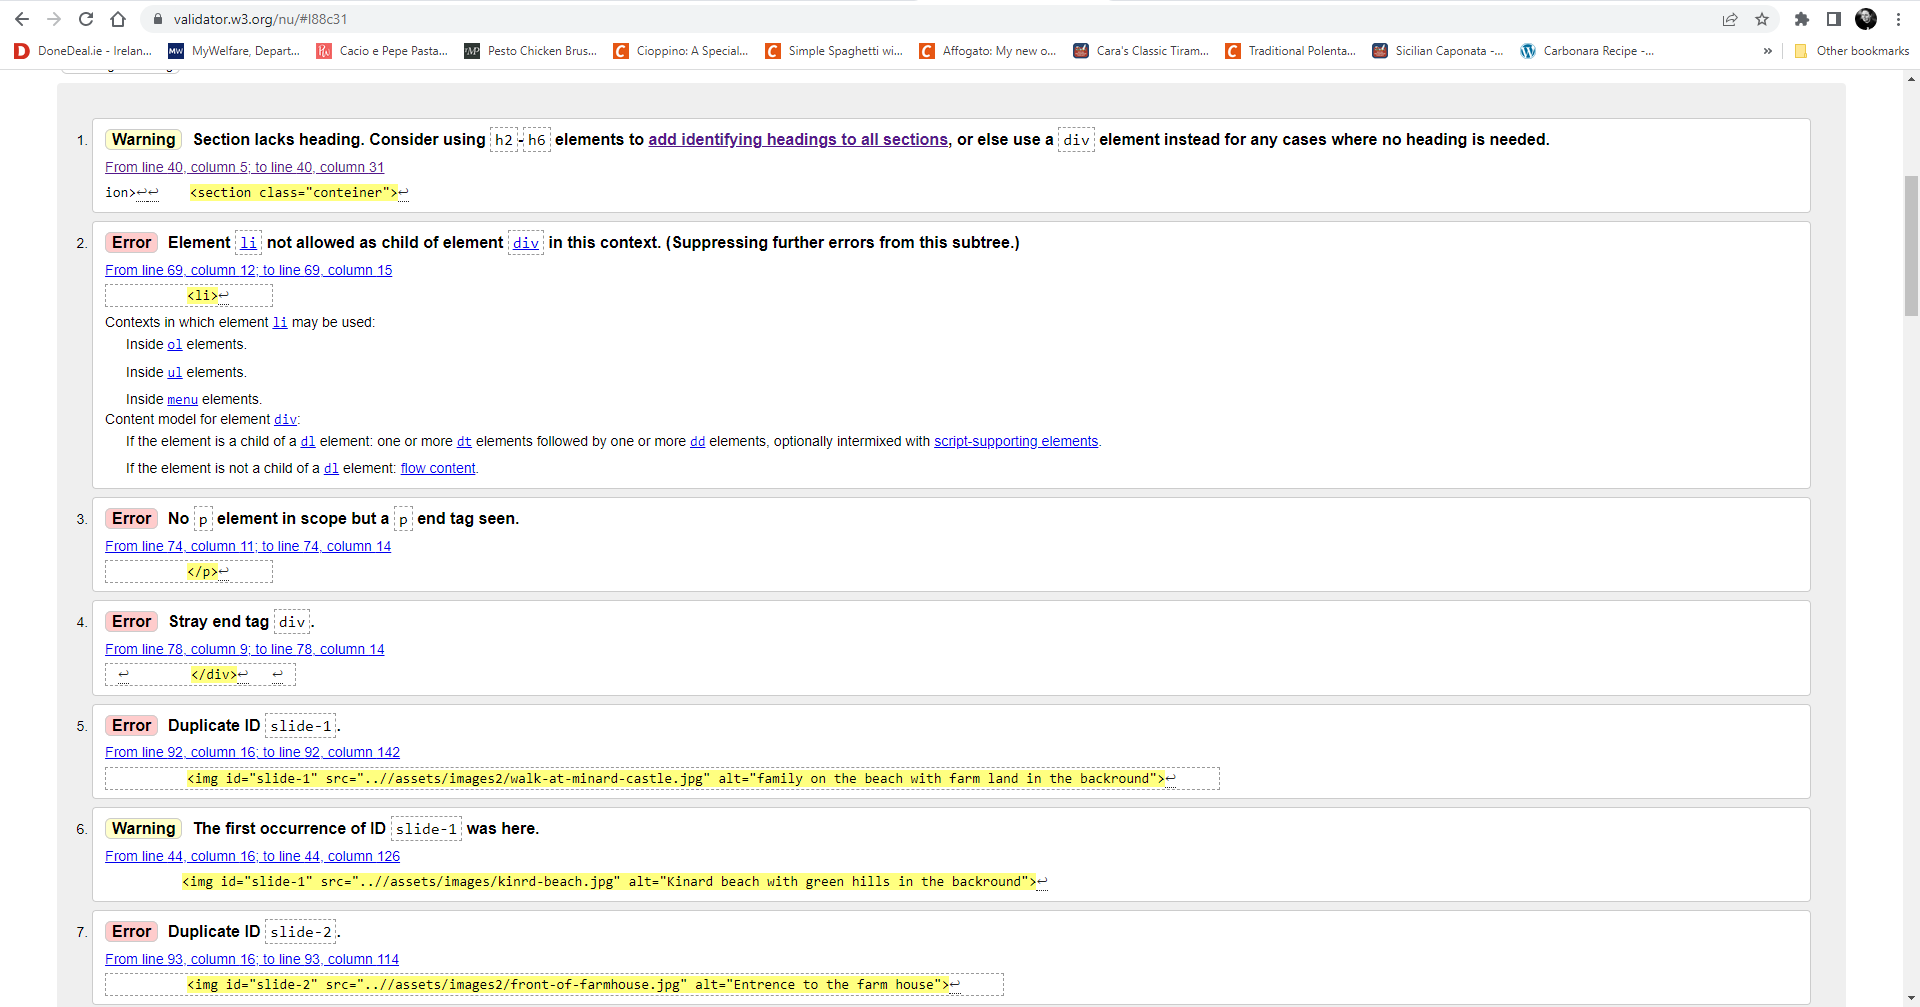 validator.w3.org/nu/#l88c31
DoneDeal.ie - Irelan... MyWelfare, Depart... Cacio e Pepe Pasta... Pesto Chicken Brus... Cioppino: A Special... Simple Spaghetti wi... Affogato: My new o... Cara's Classic Tiram... Traditional Polenta... Sicilian Caponata -... Carbonara Recipe -... » Other bookmarks
1. Warning Section lacks heading. Consider using h2-h6 elements to add identifying headings to all sections, or else use a div element instead for any cases where no heading is needed.
From line 40, column 5; to line 40, column 31
ion>↩↩ <section class="conteiner">↩
2. Error Element li not allowed as child of element div in this context. (Suppressing further errors from this subtree.)
From line 69, column 12; to line 69, column 15
<li>↩
Contexts in which element li may be used:
Inside ol elements.
Inside ul elements.
Inside menu elements.
Content model for element div:
If the element is a child of a dl element: one or more dt elements followed by one or more dd elements, optionally intermixed with script-supporting elements.
If the element is not a child of a dl element: flow content.
3. Error No p element in scope but a p end tag seen.
From line 74, column 11; to line 74, column 14
</p>↩
4. Error Stray end tag div.
From line 78, column 9; to line 78, column 14
↩ </div>↩ ↩
5. Error Duplicate ID slide-1.
From line 92, column 16; to line 92, column 142
<img id="slide-1" src="..//assets/images2/walk-at-minard-castle.jpg" alt="family on the beach with farm land in the backround">↩
6. Warning The first occurrence of ID slide-1 was here.
From line 44, column 16; to line 44, column 126
<img id="slide-1" src="..//assets/images/kinrd-beach.jpg" alt="Kinard beach with green hills in the backround">↩
7. Error Duplicate ID slide-2.
From line 93, column 16; to line 93, column 114
<img id="slide-2" src="..//assets/images2/front-of-farmhouse.jpg" alt="Entrence to the farm house">↩